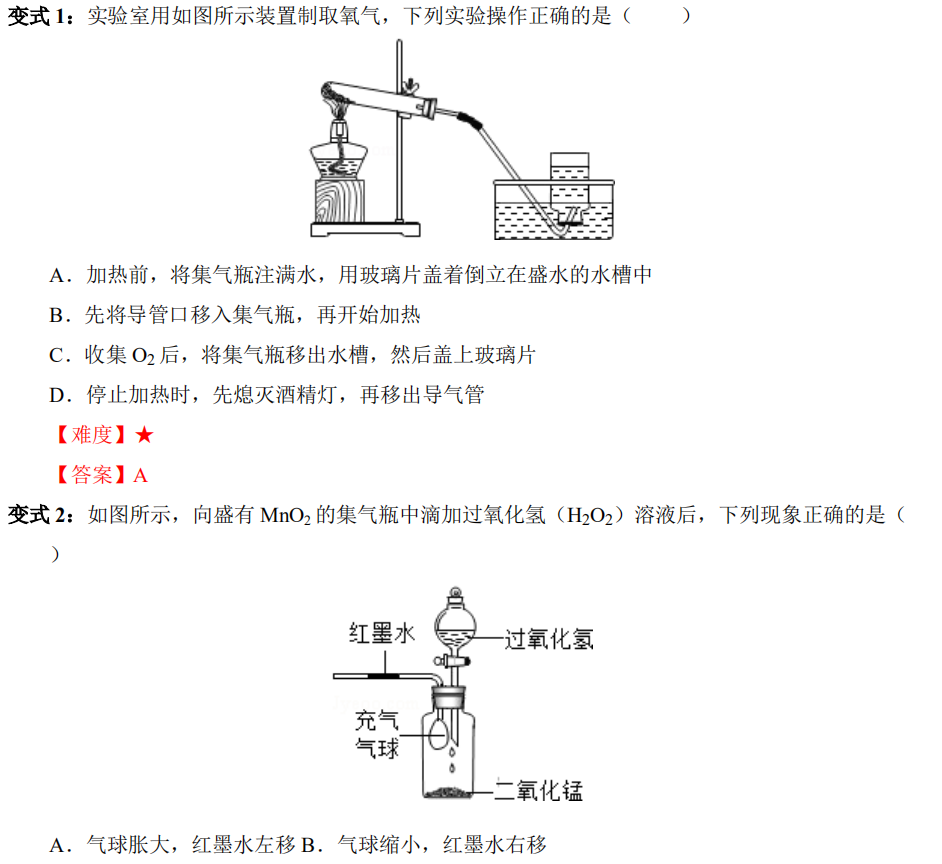 变式 1：实验室用如图所示装置制取氧气，下列实验操作正确的是（　　）
A．加热前，将集气瓶注满水，用玻璃片盖着倒立在盛水的水槽中
B．先将导管口移入集气瓶，再开始加热
C．收集 O₂ 后，将集气瓶移出水槽，然后盖上玻璃片
D．停止加热时，先熄灭酒精灯，再移出导气管
【难度】★
【答案】A
变式 2：如图所示，向盛有 MnO₂ 的集气瓶中滴加过氧化氢（H₂O₂）溶液后，下列现象正确的是（
）
红墨水
过氧化氢
充气
气球
二氧化锰
A．气球胀大，红墨水左移 B．气球缩小，红墨水右移